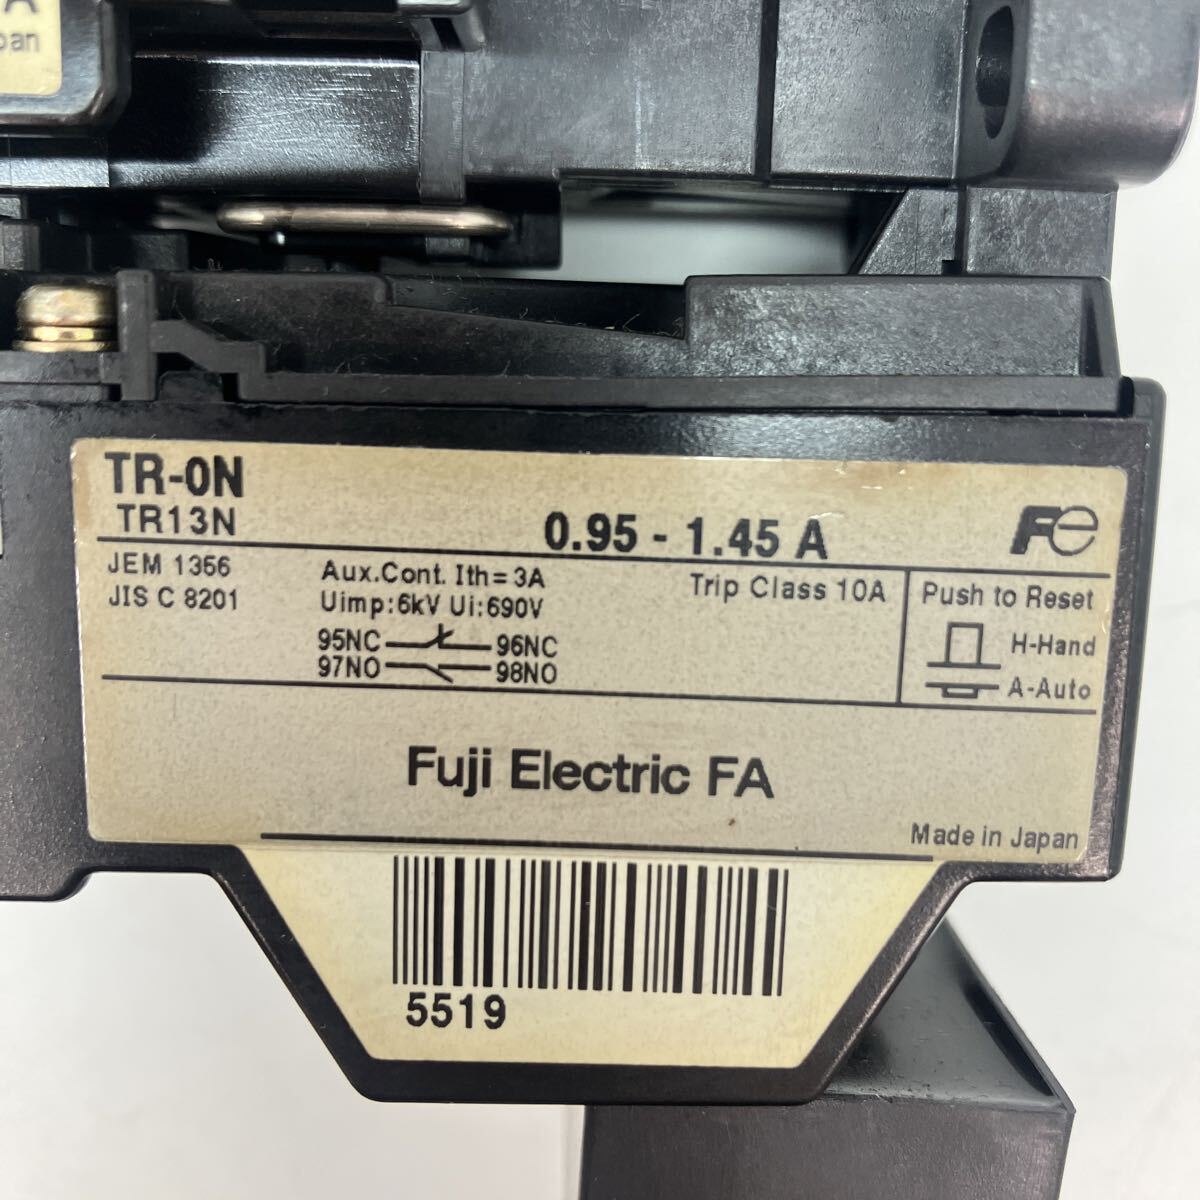 A
pan
TR-0N
TR13N
0.95 - 1.45 A
Fe
JEM 1356
JIS C 8201
Aux.Cont. Ith=3A
Uimp:6kV Ui:690V
Trip Class 10A
Push to Reset
H-Hand
A-Auto
95NC 96NC
97NO 98NO
Fuji Electric FA
Made in Japan
5519